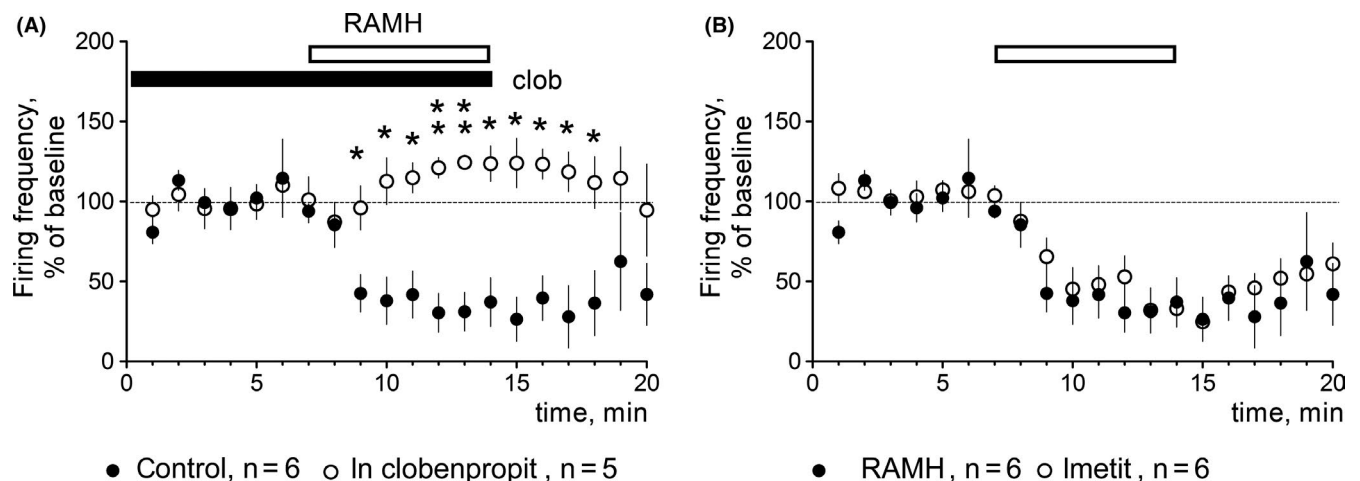 (A)
RAMH
clob
200
150
100
50
0
Firing frequency,
% of baseline
* * * ** ** * * * * *
0 5 10 15 20
time, min
● Control, n = 6 ○ In clobenpropit , n = 5
(B)
200
150
100
50
0
Firing frequency,
% of baseline
0 5 10 15 20
time, min
● RAMH , n = 6 ○ Imetit , n = 6